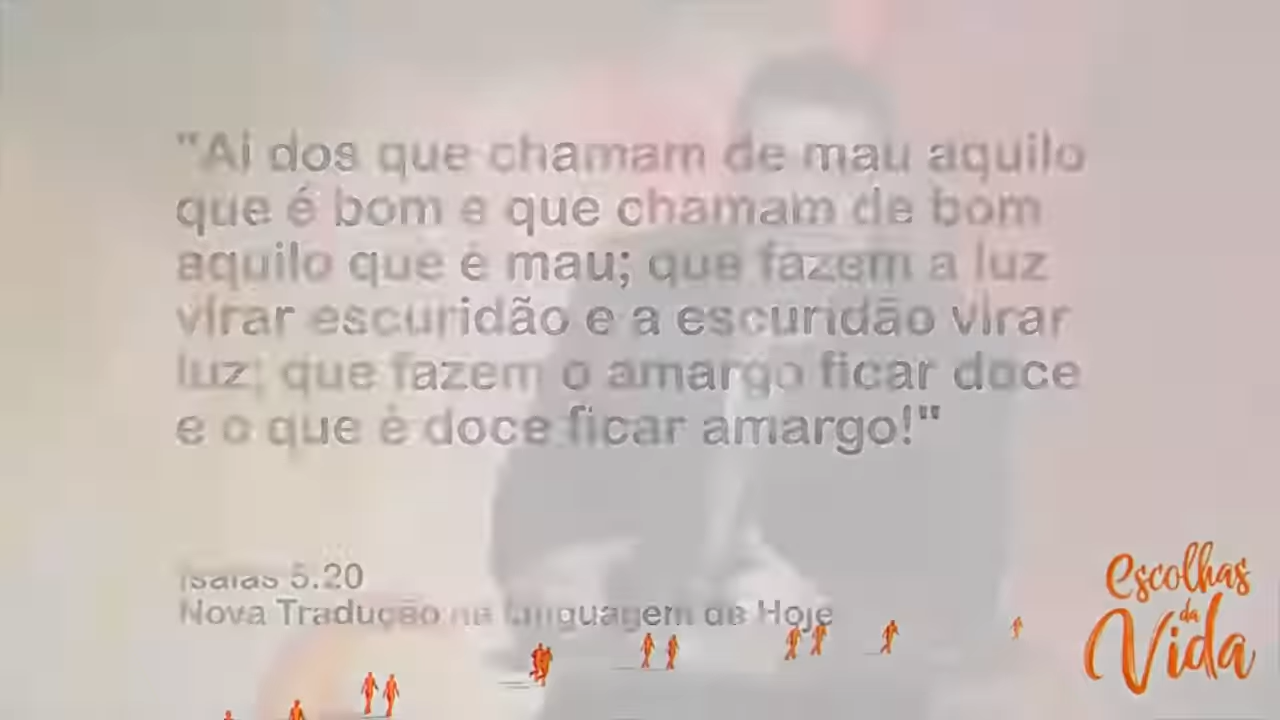 "Ai dos que chamam de mau aquilo
que é bom e que chamam de bom
aquilo que é mau; que fazem a luz
virar escuridão e a escuridão virar
luz; que fazem o amargo ficar doce
e o que é doce ficar amargo!"
Isaías 5.20
Nova Tradução na Linguagem de Hoje
Escolhas
da
Vida